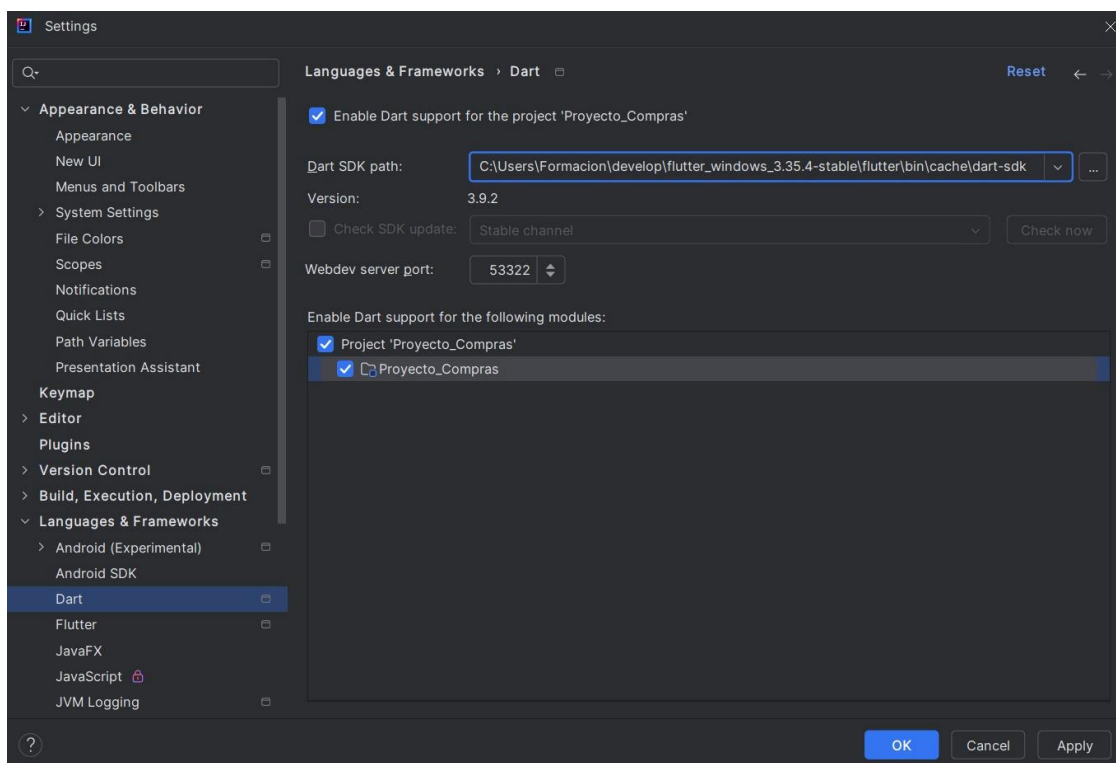 Settings
Languages & Frameworks › Dart
Reset
Appearance & Behavior
Enable Dart support for the project 'Proyecto_Compras'
Appearance
New UI
Dart SDK path:
C:\Users\Formacion\develop\flutter_windows_3.35.4-stable\flutter\bin\cache\dart-sdk
...
Menus and Toolbars
Version:
3.9.2
System Settings
Check SDK update:
Stable channel
Check now
File Colors
Scopes
Webdev server port:
53322
Notifications
Quick Lists
Enable Dart support for the following modules:
Path Variables
Project 'Proyecto_Compras'
Presentation Assistant
Proyecto_Compras
Keymap
Editor
Plugins
Version Control
Build, Execution, Deployment
Languages & Frameworks
Android (Experimental)
Android SDK
Dart
Flutter
JavaFX
JavaScript
JVM Logging
?
OK
Cancel
Apply